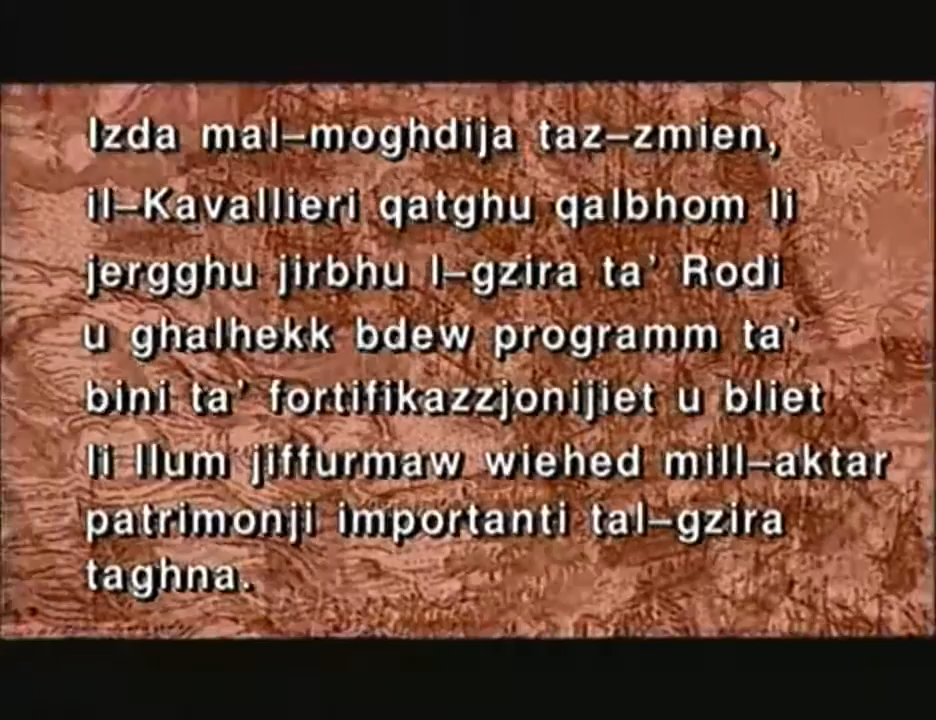 Izda mal-moghdija taz-zmien,
il-Kavallieri qatghu qalbhom li
jergghu jirbhu l-gzira ta' Rodi
u ghalhekk bdew programm ta'
bini ta' fortifikazzjonijiet u bliet
li llum jiffurmaw wiehed mill-aktar
patrimonji importanti tal-gzira
taghna.